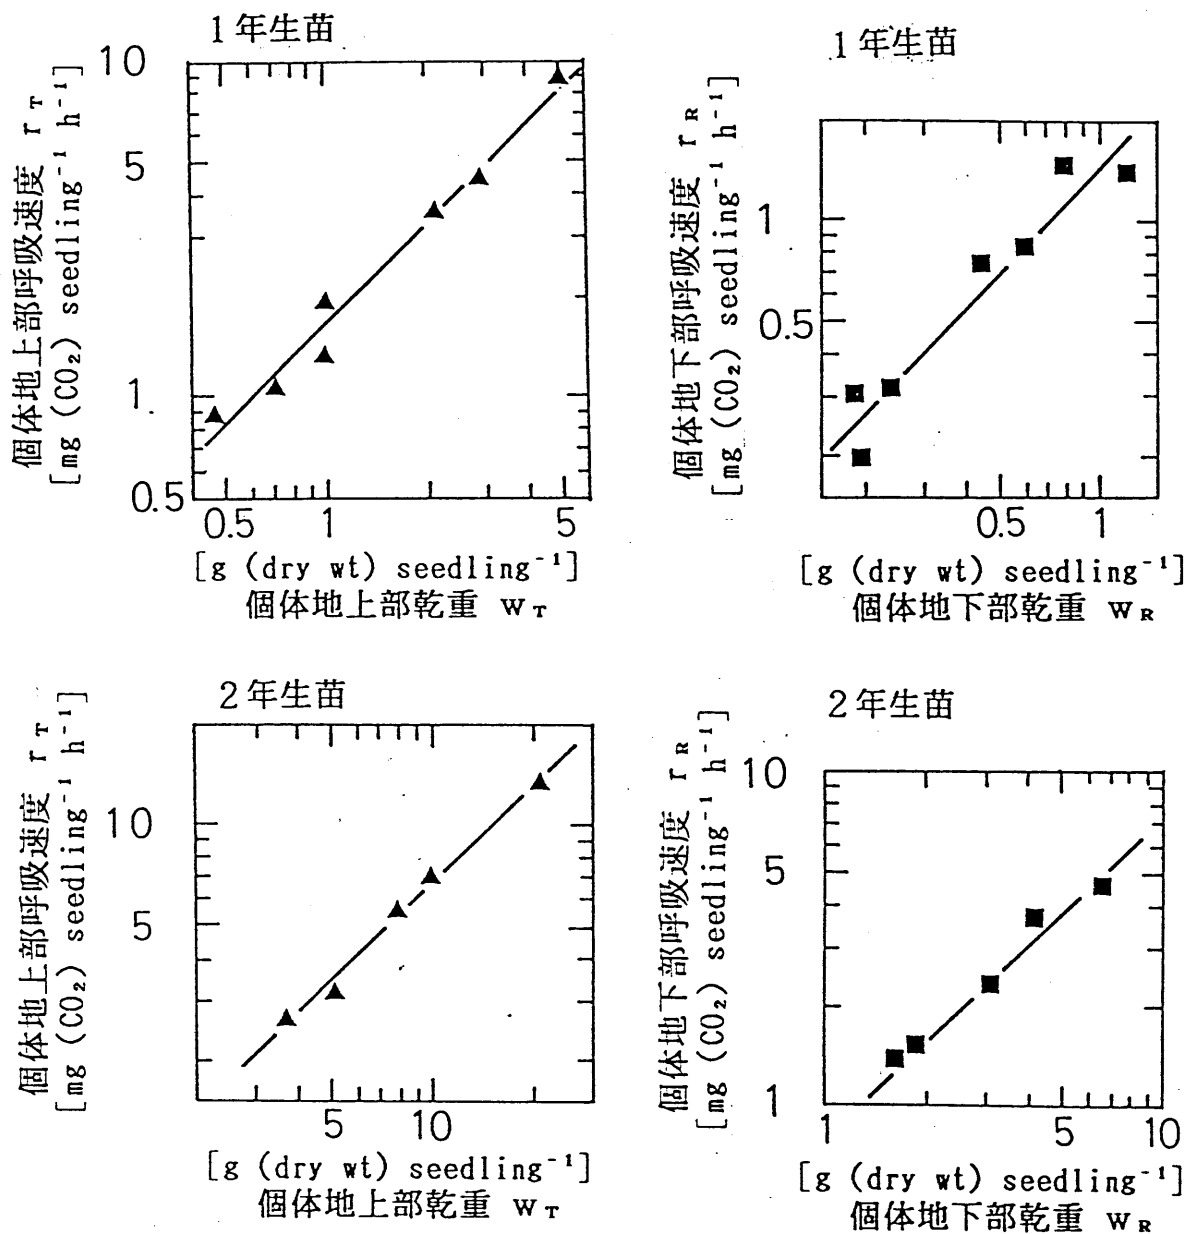 1年生苗
個体地上部呼吸速度 rT
[mg (CO₂) seedling⁻¹ h⁻¹]
10
5
1
0.5
0.5 1 5
[g (dry wt) seedling⁻¹]
個体地上部乾重 wT
1年生苗
個体地下部呼吸速度 rR
[mg (CO₂) seedling⁻¹ h⁻¹]
1
0.5
0.5 1
[g (dry wt) seedling⁻¹]
個体地下部乾重 wR
2年生苗
個体地上部呼吸速度 rT
[mg (CO₂) seedling⁻¹ h⁻¹]
10
5
5 10
[g (dry wt) seedling⁻¹]
個体地上部乾重 wT
2年生苗
個体地下部呼吸速度 rR
[mg (CO₂) seedling⁻¹ h⁻¹]
10
5
1
1 5 10
[g (dry wt) seedling⁻¹]
個体地下部乾重 wR